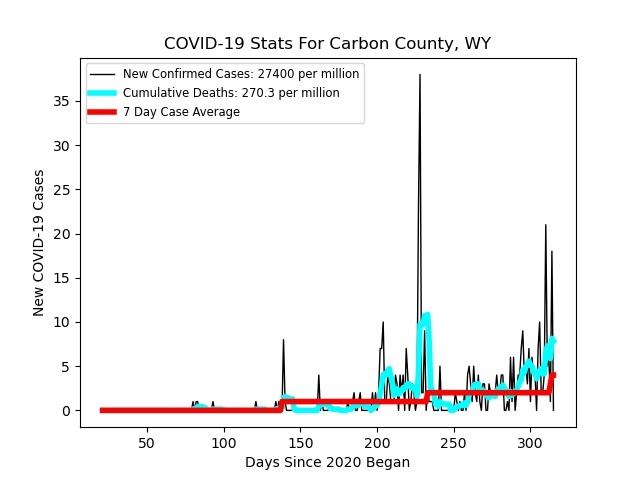 COVID-19 Stats For Carbon County, WY
New Confirmed Cases: 27400 per million
Cumulative Deaths: 270.3 per million
7 Day Case Average
New COVID-19 Cases
35
30
25
20
15
10
5
0
50 100 150 200 250 300
Days Since 2020 Began